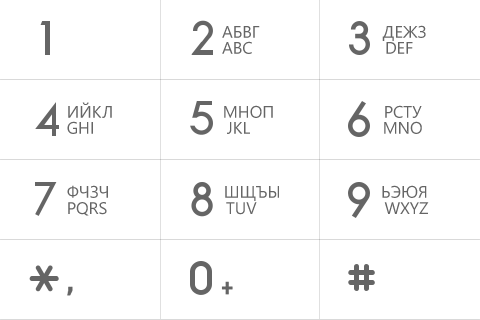 1
2 АБВГ
ABC
3 ДЕЖЗ
DEF
4 ИЙКЛ
GHI
5 МНОП
JKL
6 РСТУ
MNO
7 ФЧЗЧ
PQRS
8 ШЩЪЫ
TUV
9 ЬЭЮЯ
WXYZ
* ,
0 +
#